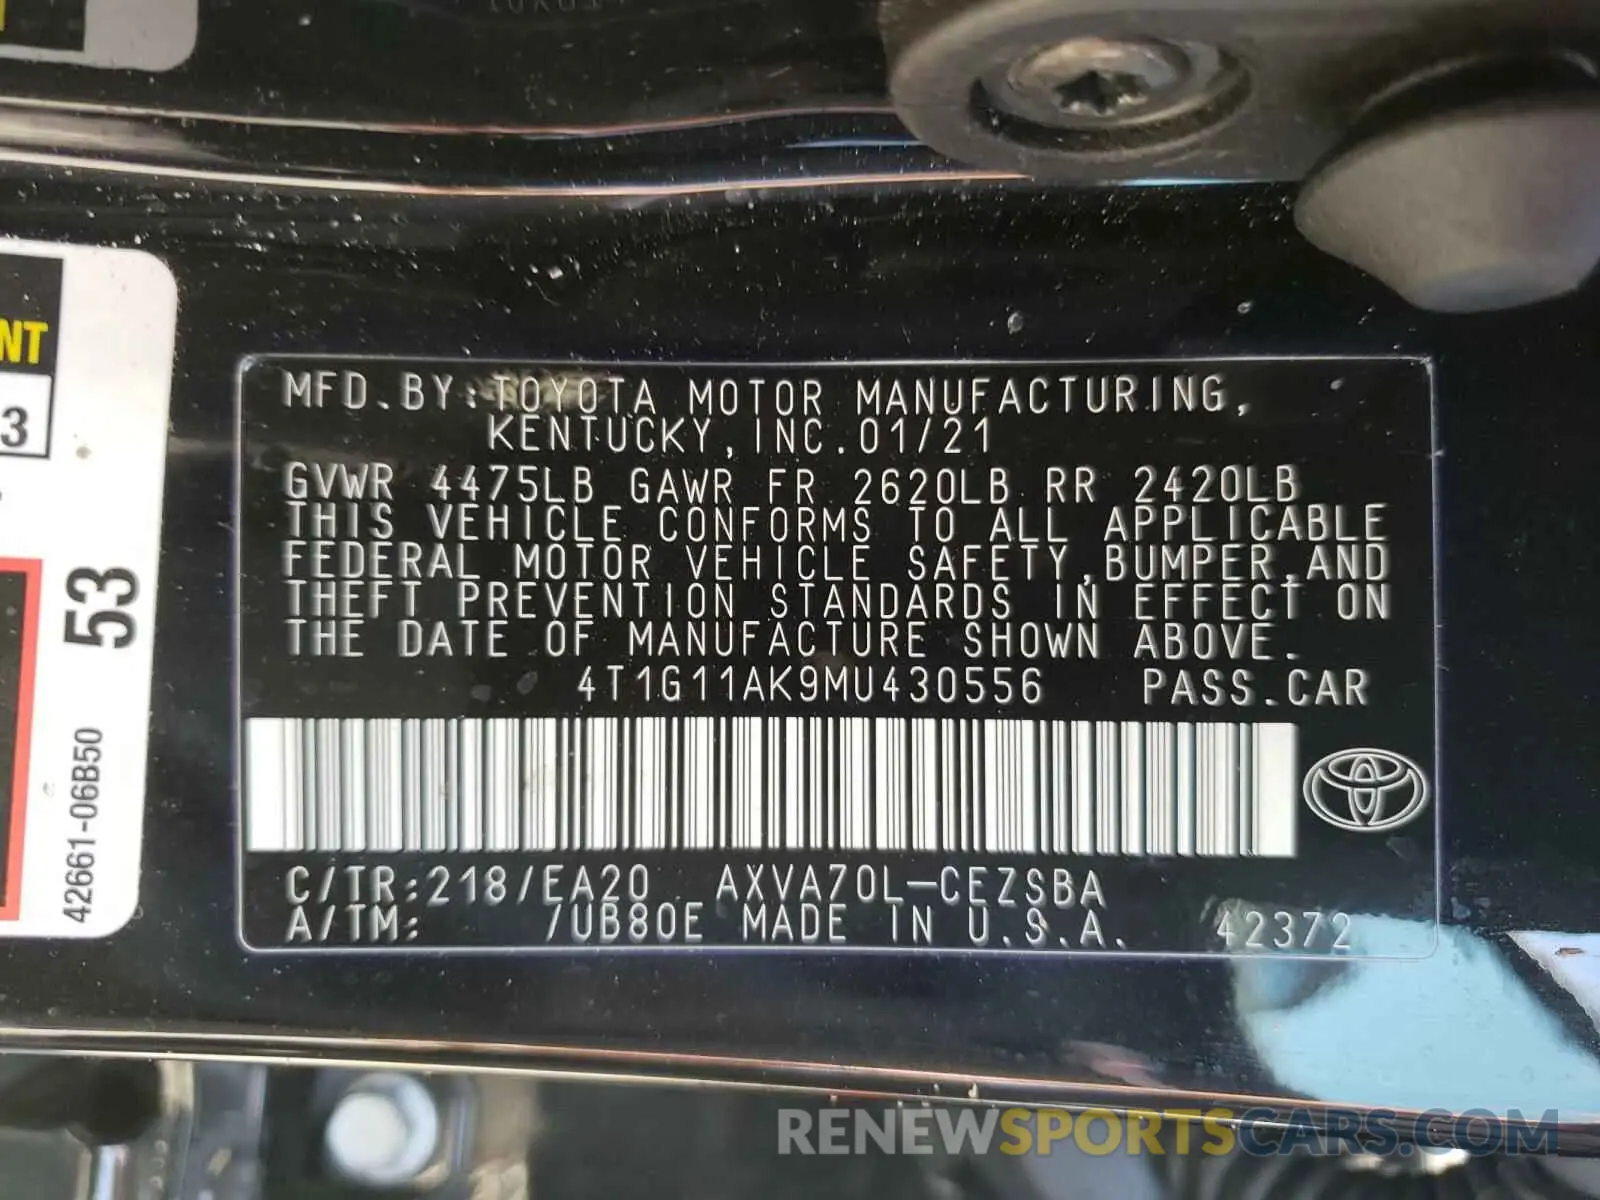 NT
3
53
42661-06B50
MFD.BY:TOYOTA MOTOR MANUFACTURING,
KENTUCKY,INC.01/21
GVWR 4475LB GAWR FR 2620LB RR 2420LB
THIS VEHICLE CONFORMS TO ALL APPLICABLE
FEDERAL MOTOR VEHICLE SAFETY,BUMPER,AND
THEFT PREVENTION STANDARDS IN EFFECT ON
THE DATE OF MANUFACTURE SHOWN ABOVE.
4T1G11AK9MU430556 PASS.CAR
C/TR:218/EA20 AXVA70L-CEZSBA
A/TM: /UB80E MADE IN U.S.A. 42372
RENEWSPORTSCARS.COM